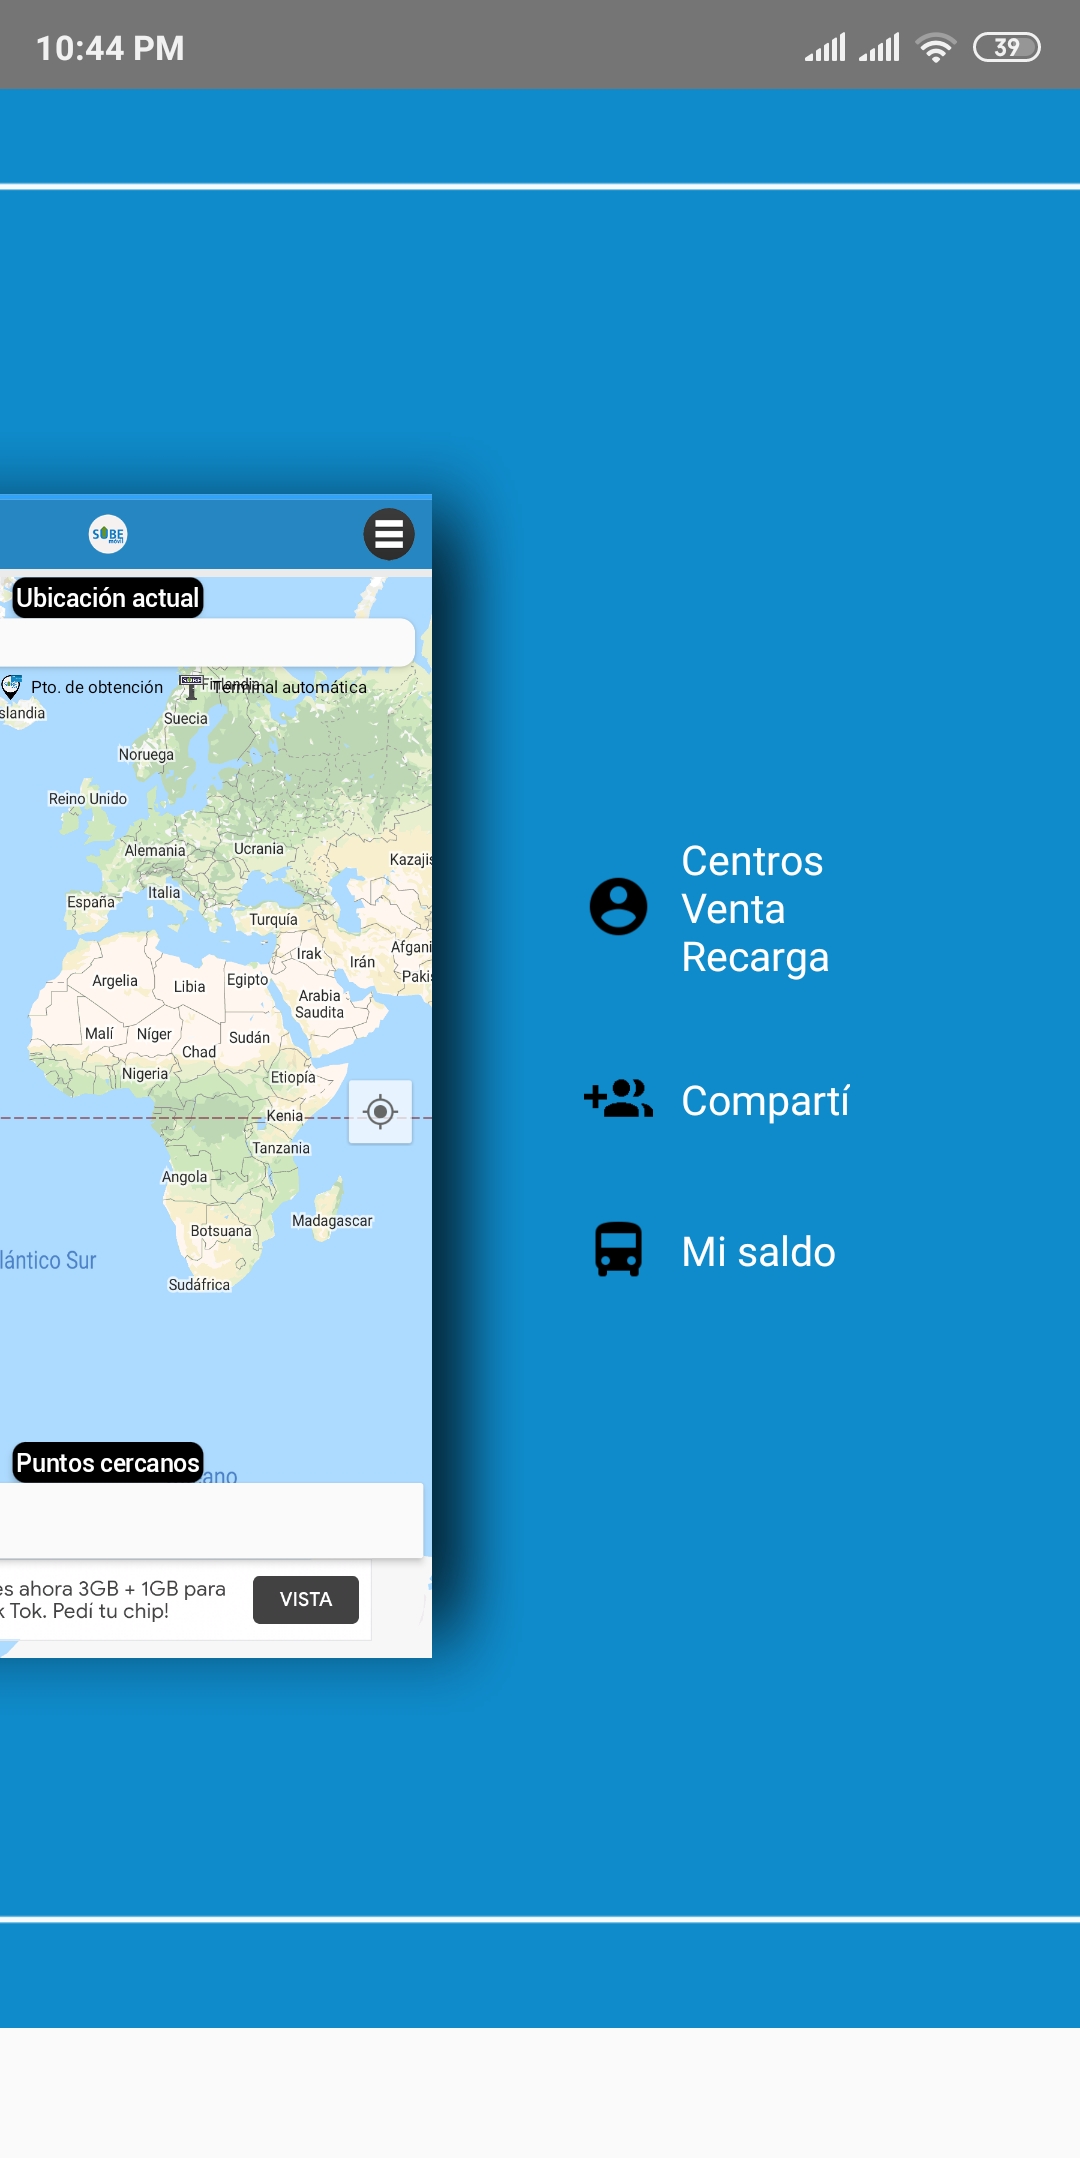 10:44 PM
39
SUBE
móvil
Ubicación actual
Pto. de obtención
Terminal automática
Finlandia
slandia
Suecia
Noruega
Reino Unido
Alemania
Ucrania
Kazajis
Italia
España
Turquía
Afgani
Irak
Irán
Pakis
Argelia
Libia
Egipto
Arabia
Saudita
Malí
Níger
Sudán
Chad
Nigeria
Etiopía
Kenia
Tanzania
Angola
Madagascar
Botsuana
lántico Sur
Sudáfrica
Puntos cercanos
ano
es ahora 3GB + 1GB para
k Tok. Pedí tu chip!
VISTA
Centros
Venta
Recarga
Compartí
Mi saldo